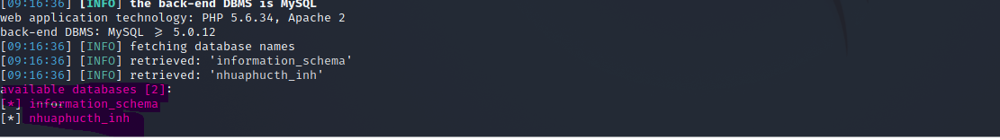 [09:16:36] [INFO] the back-end DBMS is MySQL
web application technology: PHP 5.6.34, Apache 2
back-end DBMS: MySQL ≥ 5.0.12
[09:16:36] [INFO] fetching database names
[09:16:36] [INFO] retrieved: 'information_schema'
[09:16:36] [INFO] retrieved: 'nhuaphucth_inh'
available databases [2]:
[*] information_schema
[*] nhuaphucth_inh